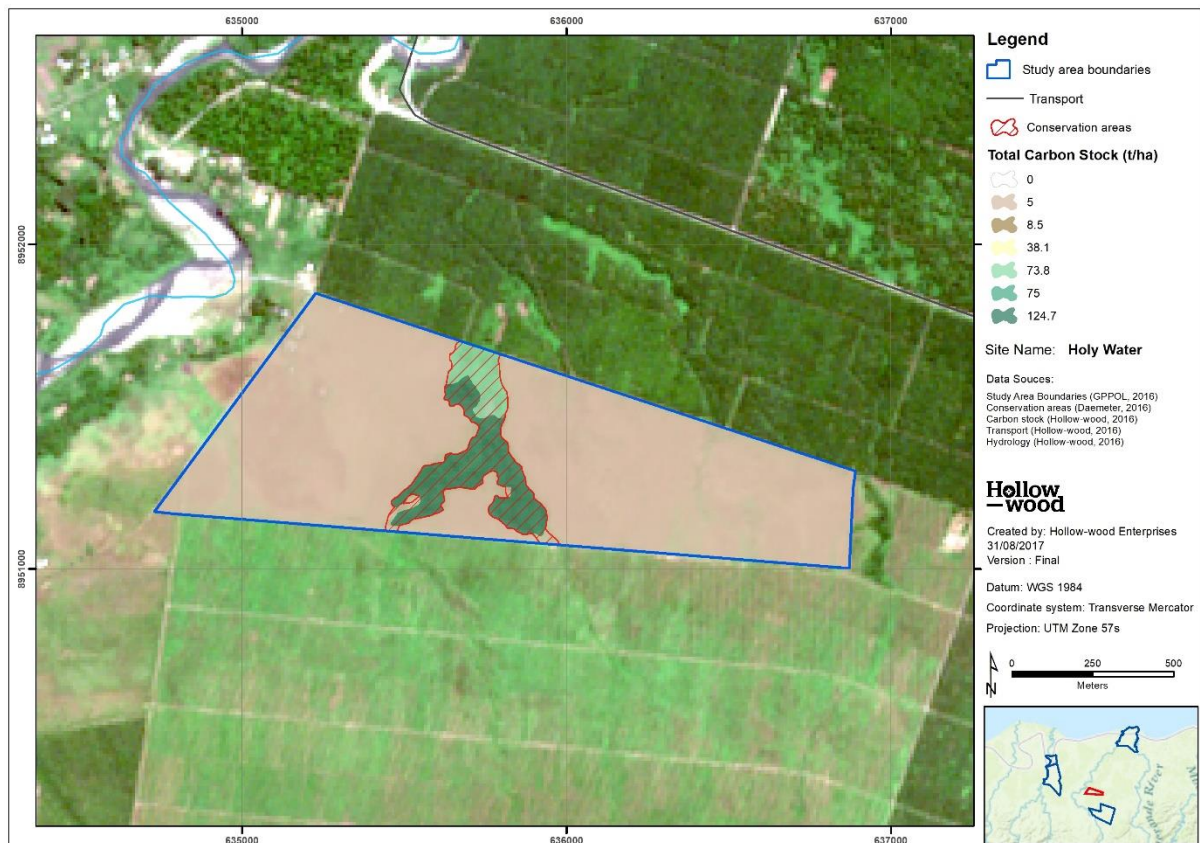 635000
636000
637000
8952000
8951000
635000
636000
637000
Legend
Study area boundaries
Transport
Conservation areas
Total Carbon Stock (t/ha)
0
5
8.5
38.1
73.8
75
124.7
Site Name: Holy Water
Data Souces:
Study Area Boundaries (GPPOL, 2016)
Conservation areas (Daemeter, 2016)
Carbon stock (Hollow-wood, 2016)
Transport (Hollow-wood, 2016)
Hydrology (Hollow-wood, 2016)
Hollow
—wood
Created by: Hollow-wood Enterprises
31/08/2017
Version : Final
Datum: WGS 1984
Coordinate system: Transverse Mercator
Projection: UTM Zone 57s
N
0 250 500
Meters
River